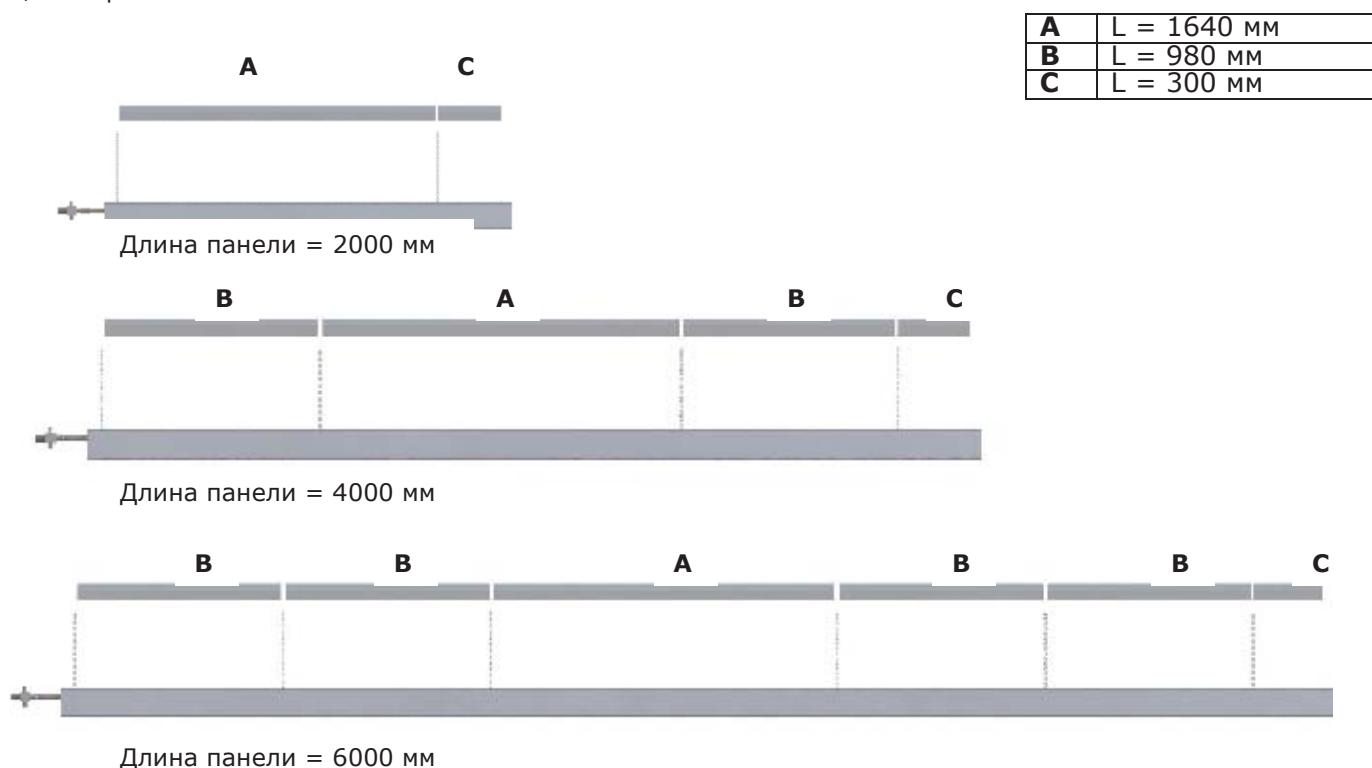 A L = 1640 мм
B L = 980 мм
C L = 300 мм
A C
Длина панели = 2000 мм
B A B C
Длина панели = 4000 мм
B B A B B C
Длина панели = 6000 мм